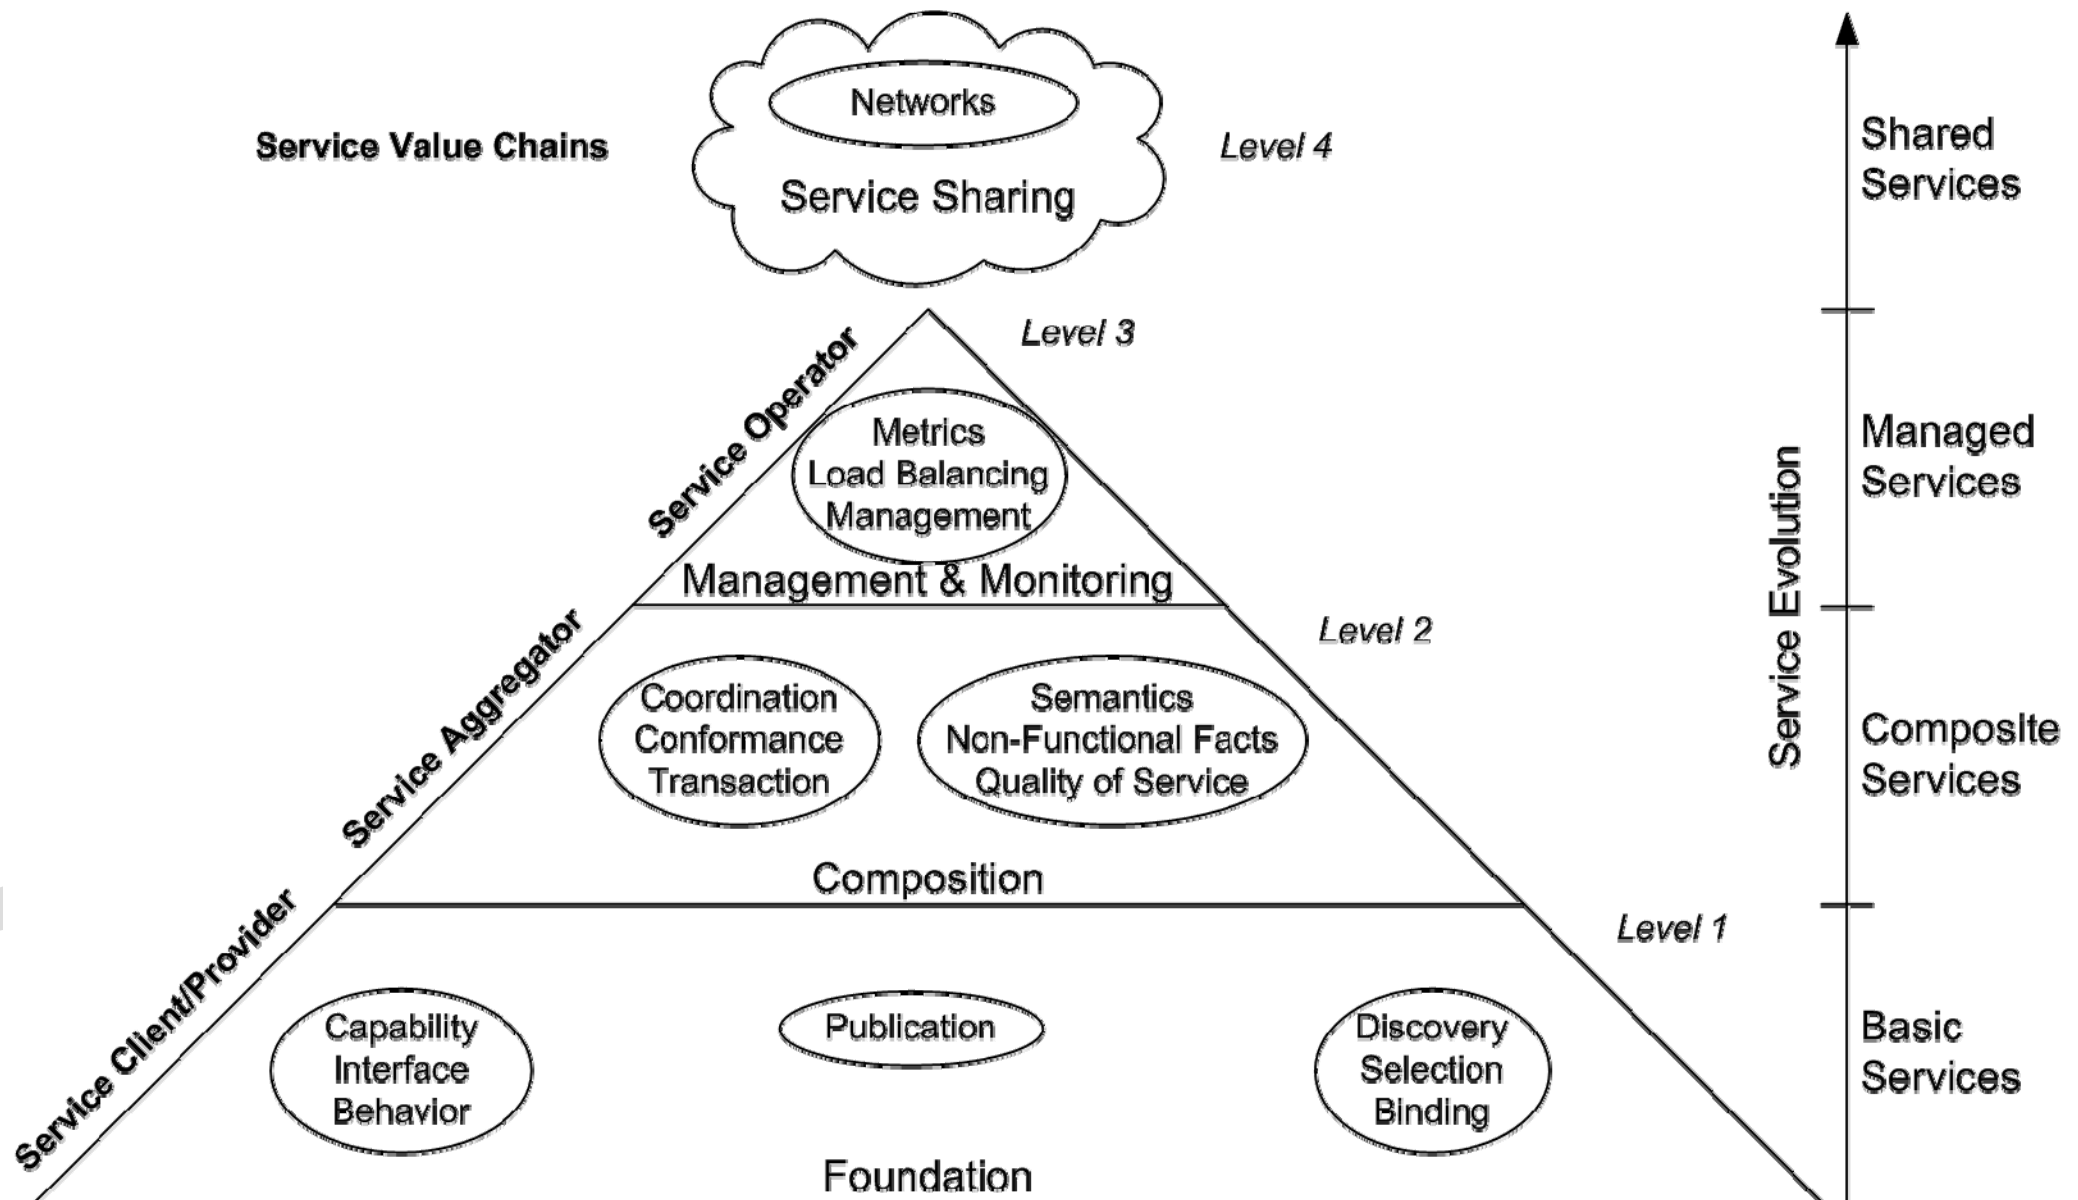 Networks
Service Value Chains
Level 4
Service Sharing
Shared
Services
Level 3
Service Operator
Metrics
Load Balancing
Management
Management & Monitoring
Managed
Services
Service Evolution
Level 2
Service Aggregator
Coordination
Conformance
Transaction
Semantics
Non-Functional Facts
Quality of Service
Composition
Composite
Services
Level 1
Service Client/Provider
Capability
Interface
Behavior
Publication
Discovery
Selection
Binding
Foundation
Basic
Services